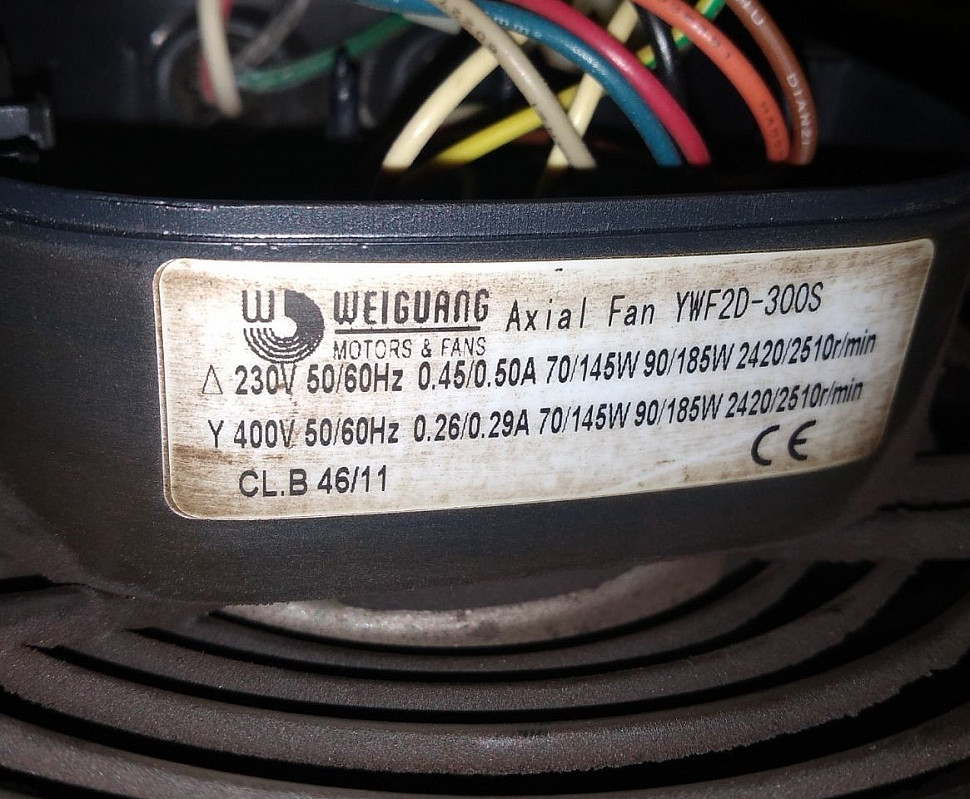 WEIGUANG
MOTORS & FANS
Axial Fan YWF2D-300S
△ 230V 50/60Hz 0.45/0.50A 70/145W 90/185W 2420/2510r/min
Y 400V 50/60Hz 0.26/0.29A 70/145W 90/185W 2420/2510r/min
CE
CL.B 46/11
DIANZI